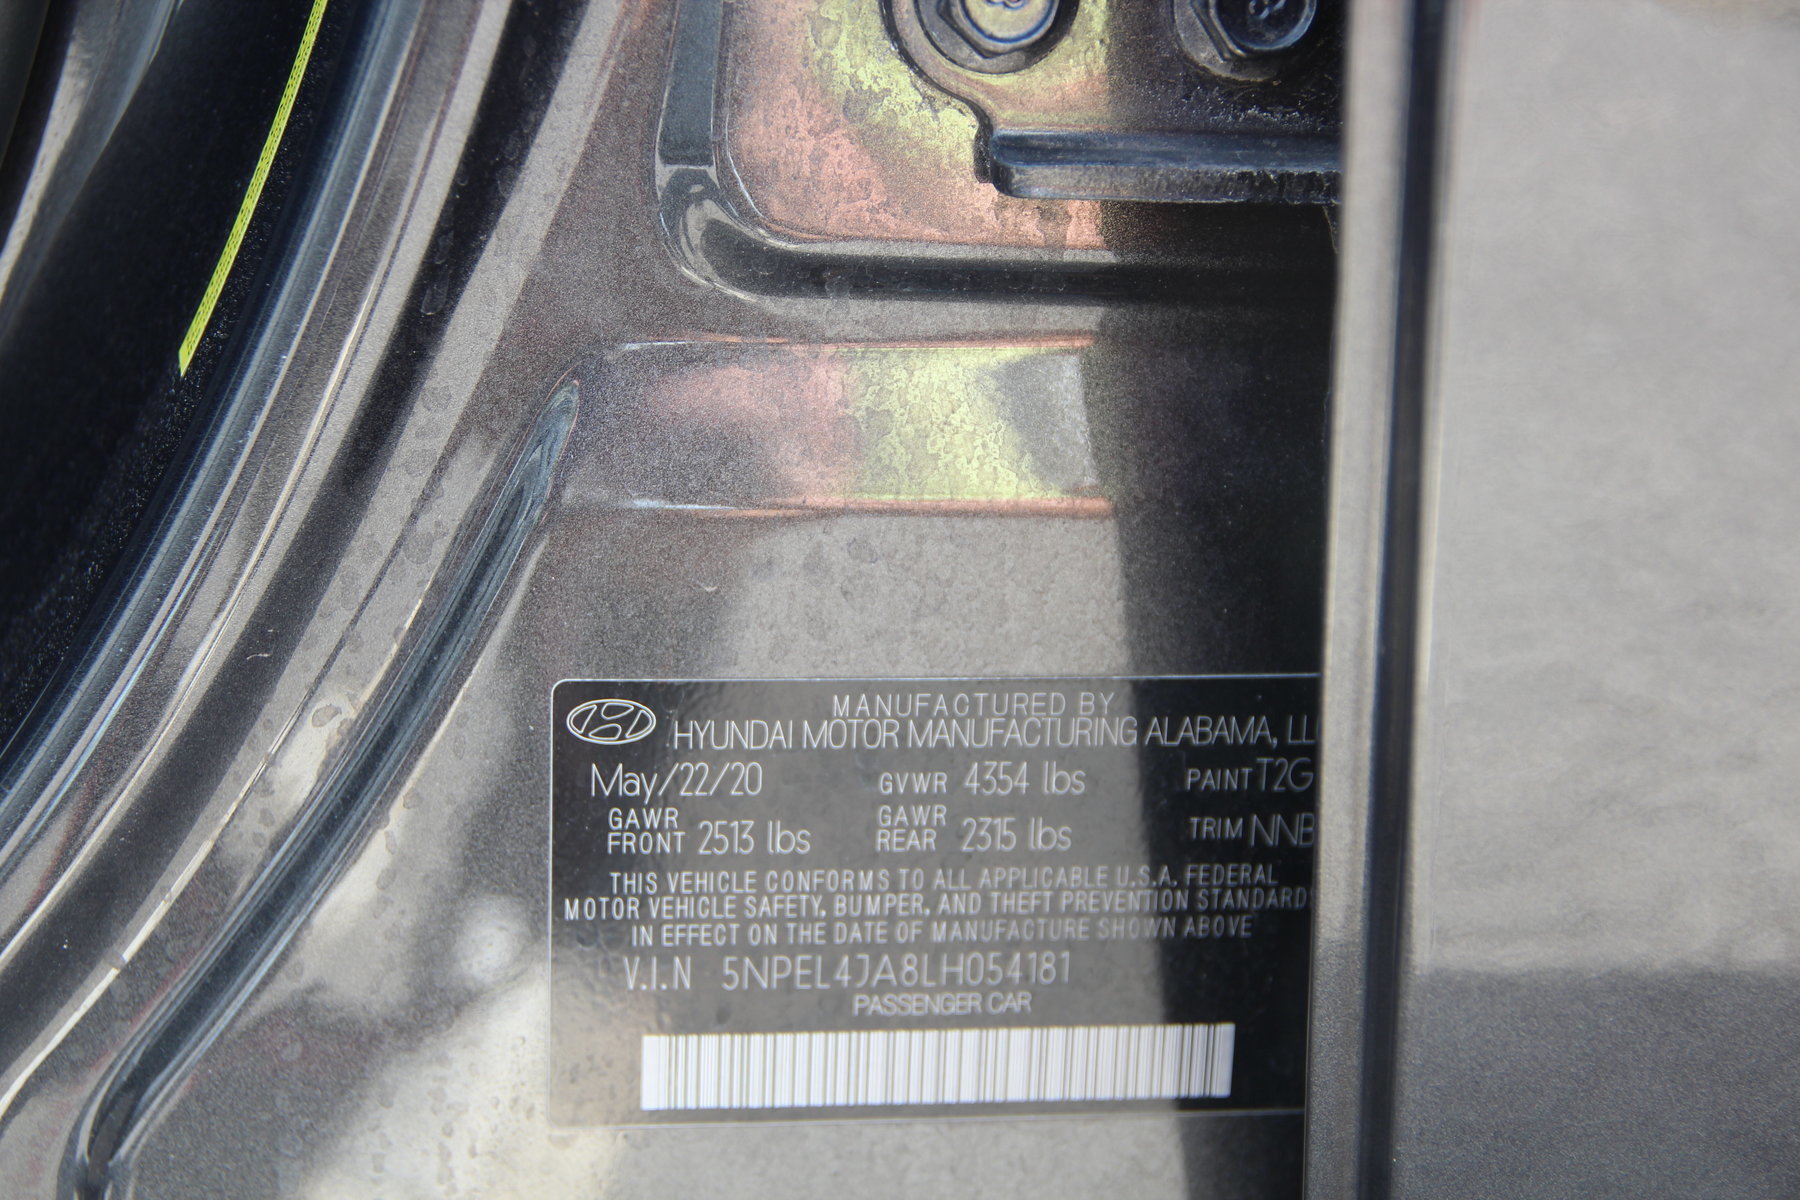 MANUFACTURED BY
HYUNDAI MOTOR MANUFACTURING ALABAMA,
May/22/20 GVWR 4354 lbs PAINT T2G
GAWR FRONT 2513 lbs GAWR REAR 2315 lbs TRIM NNB
THIS VEHICLE CONFORMS TO ALL APPLICABLE U.S.A. FEDERAL
MOTOR VEHICLE SAFETY, BUMPER, AND THEFT PREVENTION STANDARDS
IN EFFECT ON THE DATE OF MANUFACTURE SHOWN ABOVE
V.I.N 5NPEL4JA8LH054181
PASSENGER CAR